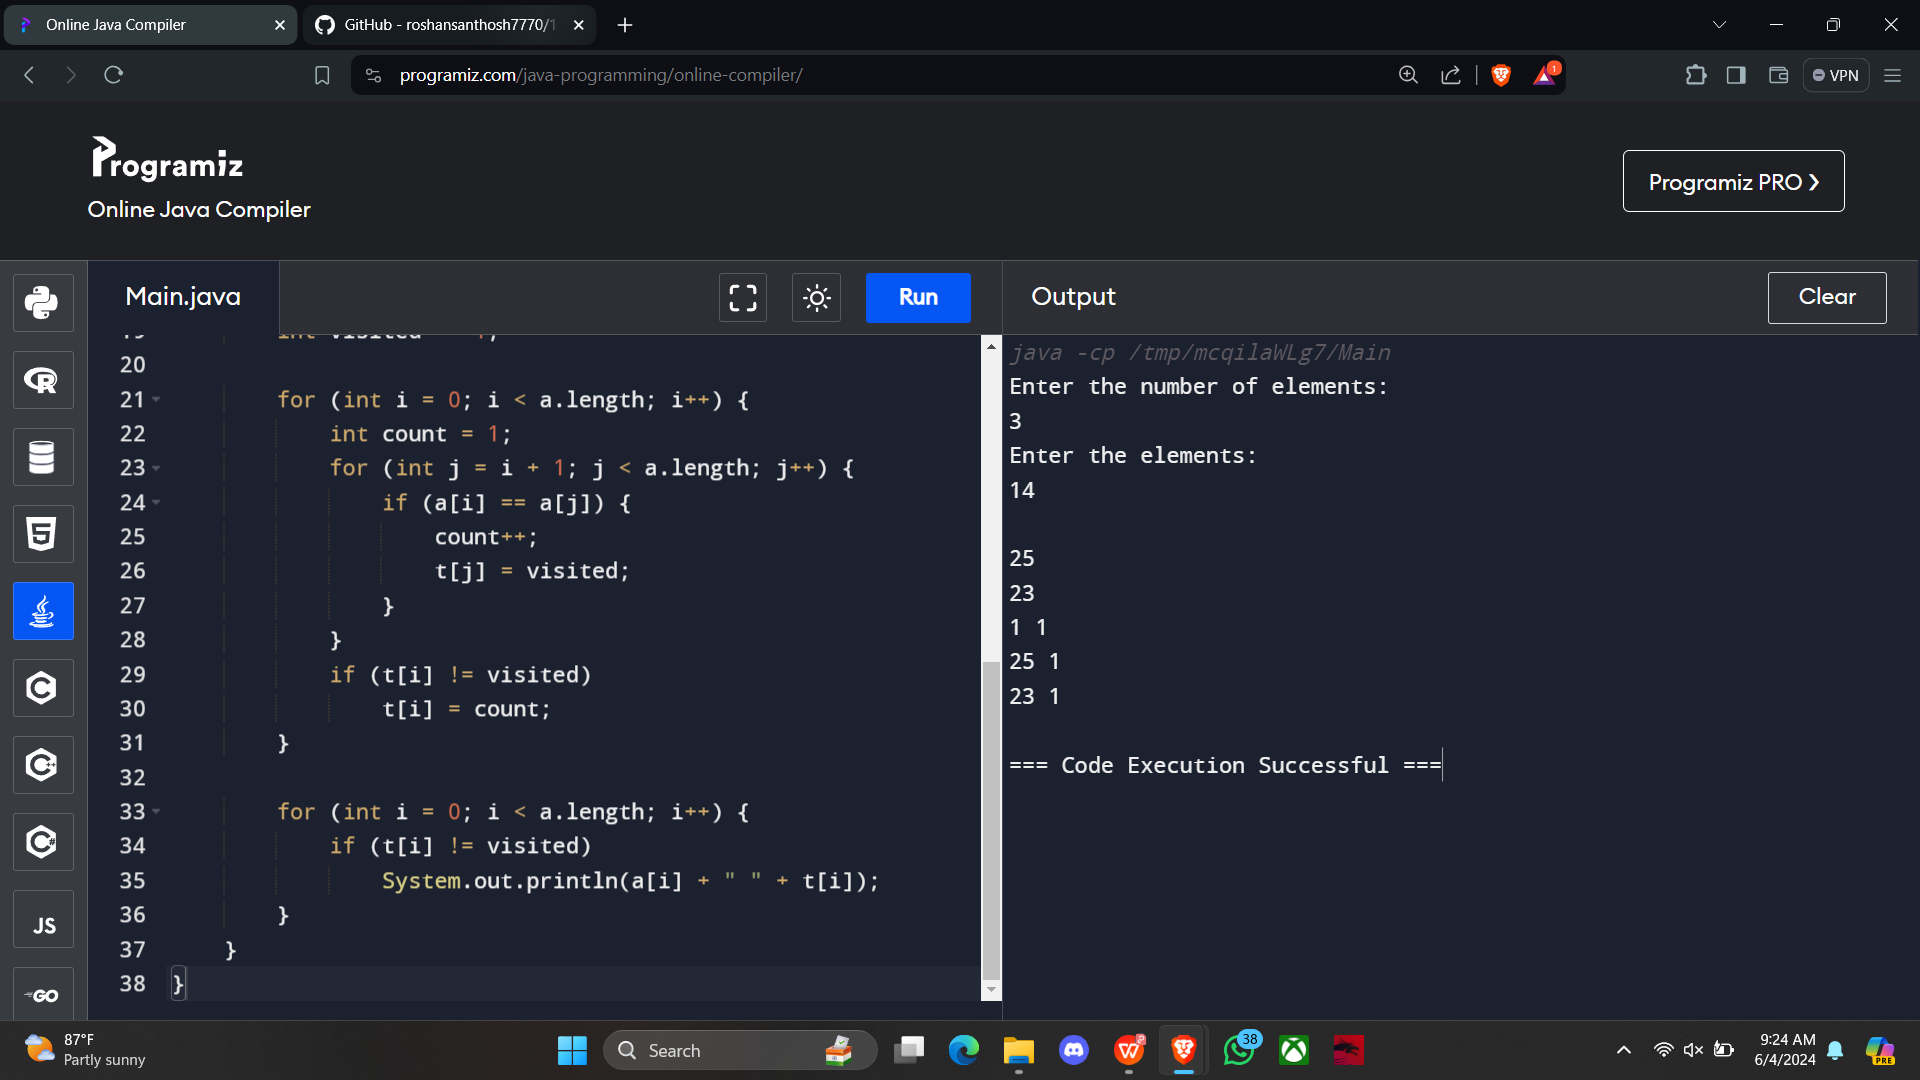 Online Java Compiler
GitHub - roshansanthosh7770/1
programiz.com/java-programming/online-compiler/
1
VPN
Programiz
Online Java Compiler
Programiz PRO ❯
Main.java
Run
Output
Clear
20
21 for (int i = 0; i < a.length; i++) {
22 int count = 1;
23 for (int j = i + 1; j < a.length; j++) {
24 if (a[i] == a[j]) {
25 count++;
26 t[j] = visited;
27 }
28 }
29 if (t[i] != visited)
30 t[i] = count;
31 }
32
33 for (int i = 0; i < a.length; i++) {
34 if (t[i] != visited)
35 System.out.println(a[i] + " " + t[i]);
36 }
37 }
38 }
java -cp /tmp/mcqilaWLg7/Main
Enter the number of elements:
3
Enter the elements:
14
25
23
1 1
25 1
23 1
=== Code Execution Successful ===
R
5
C
C++
C#
JS
GO
87°F
Partly sunny
Search
W
38
9:24 AM
6/4/2024
PRE